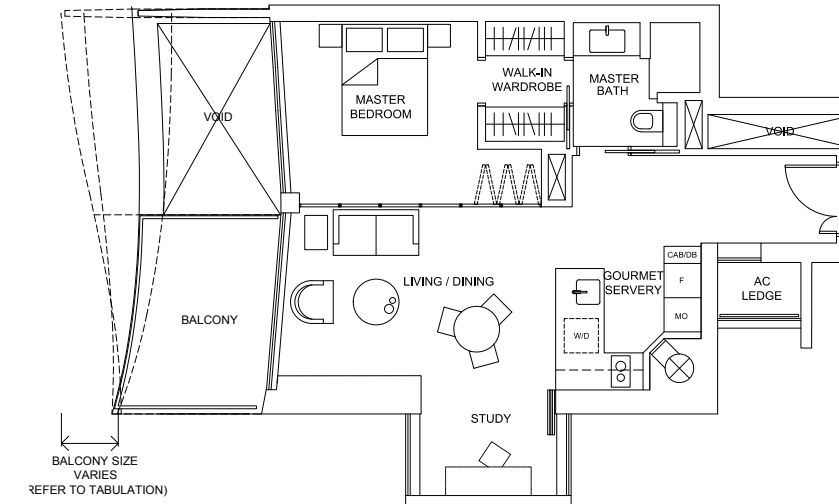 VOID
MASTER
BEDROOM
WALK-IN
WARDROBE
MASTER
BATH
VOID
LIVING / DINING
GOURMET
SERVERY
CAB/DB
F
MO
W/D
AC
LEDGE
BALCONY
STUDY
BALCONY SIZE
VARIES
REFER TO TABULATION)